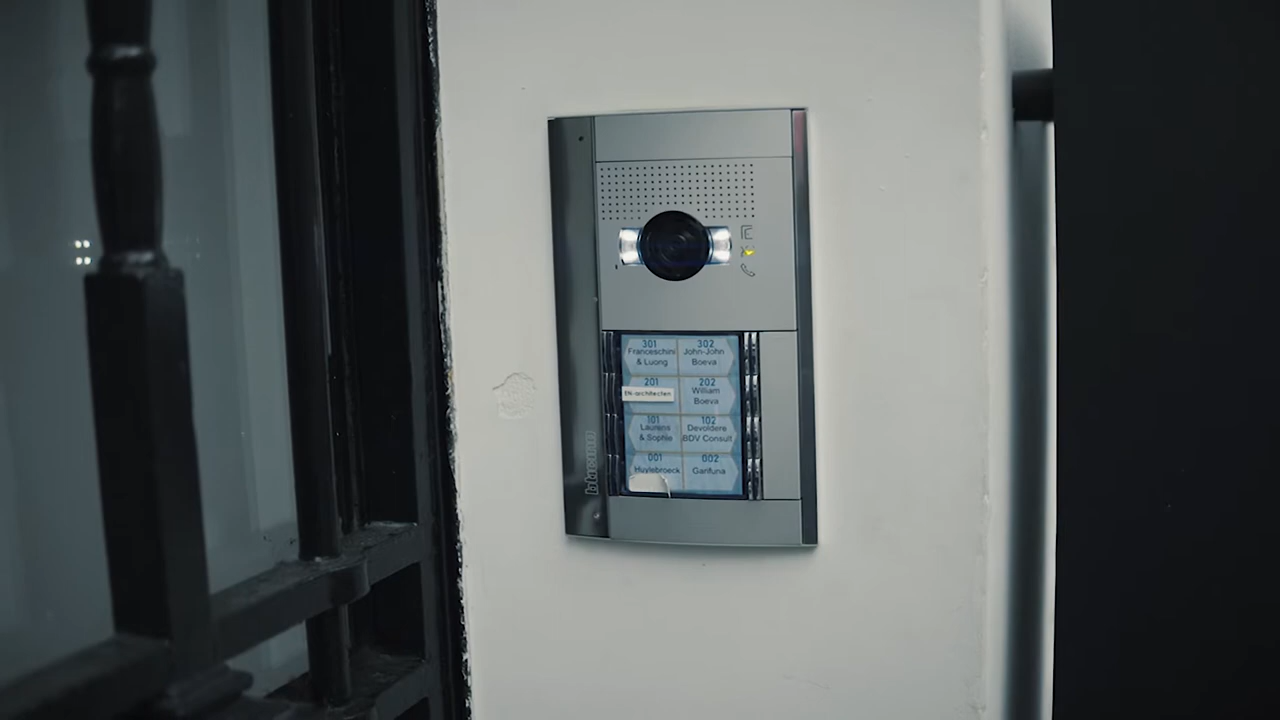 301 302
Franceschini John-John
& Luong Boeva
201 202
EN-architecten William
Boeva
101 102
Laurens Devoldere
& Sophie BDV Consult
001 002
Huylebroeck Garifuna
bticino